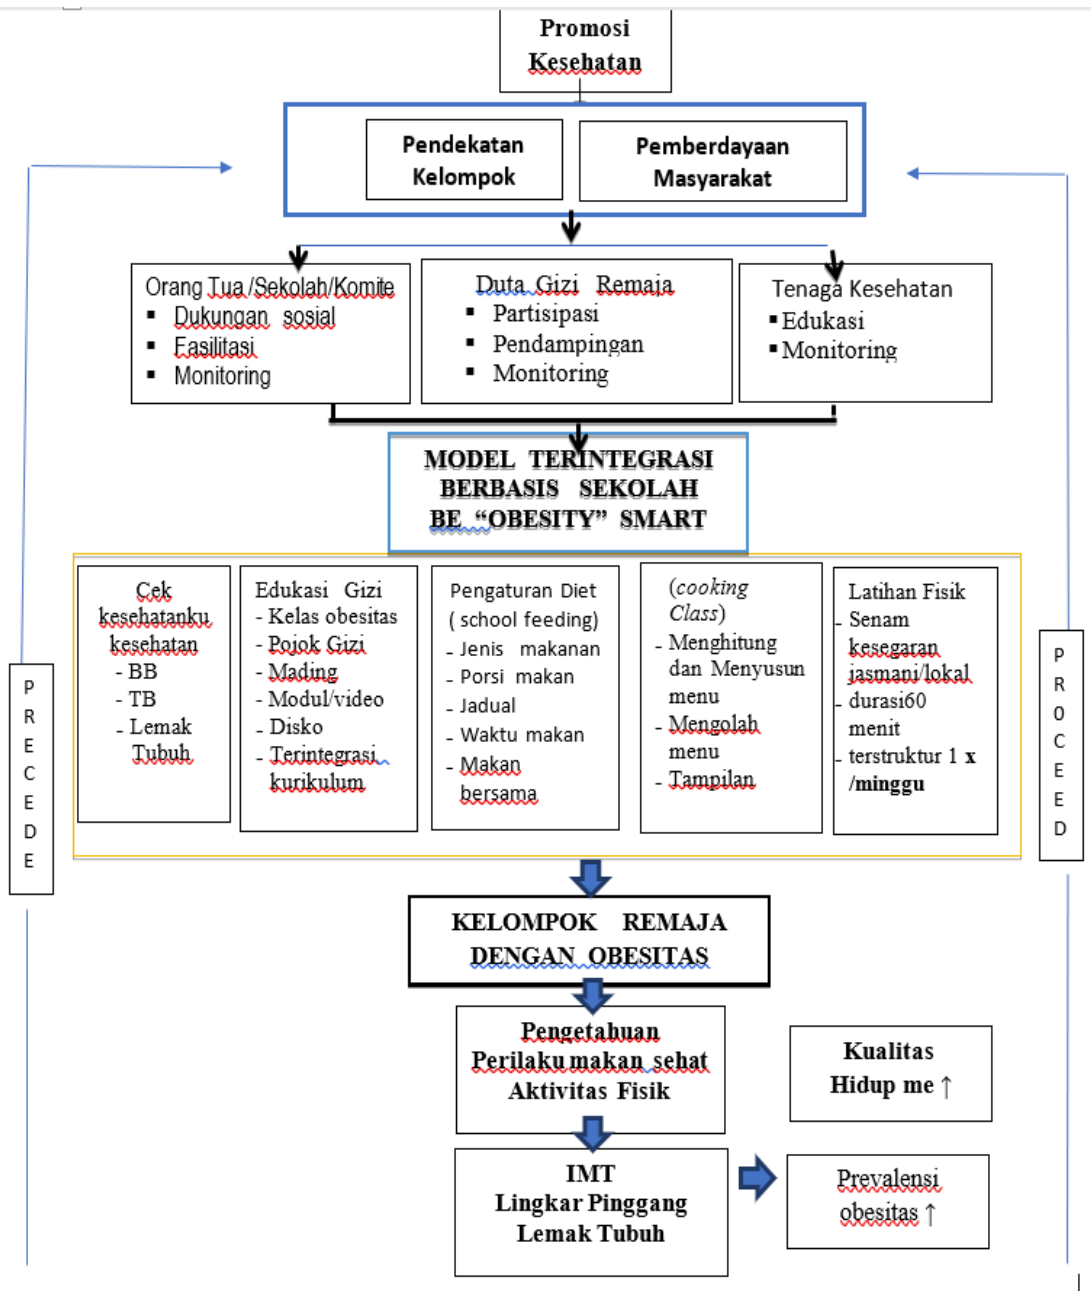 Promosi
Kesehatan
Pendekatan
Kelompok
Pemberdayaan
Masyarakat
Orang Tua /Sekolah/Komite
▪ Dukungan sosial
▪ Fasilitasi
▪ Monitoring
Duta Gizi Remaja
▪ Partisipasi
▪ Pendampingan
▪ Monitoring
Tenaga Kesehatan
▪ Edukasi
▪ Monitoring
MODEL TERINTEGRASI
BERBASIS SEKOLAH
BE “OBESITY” SMART
PRECEDE
Cek
kesehatanku
kesehatan
- BB
- TB
- Lemak
Tubuh
Edukasi Gizi
- Kelas obesitas
- Pojok Gizi
- Mading
- Modul/video
- Disko
- Terintegrasi
kurikulum
Pengaturan Diet
( school feeding)
- Jenis makanan
- Porsi makan
- Jadual
- Waktu makan
- Makan
bersama
(cooking
Class)
- Menghitung
dan Menyusun
menu
- Mengolah
menu
- Tampilan
Latihan Fisik
- Senam
kesegaran
jasmani/lokal
- durasi60
menit
- terstruktur 1 x
/minggu
PROCEED
KELOMPOK REMAJA
DENGAN OBESITAS
Pengetahuan
Perilaku makan sehat
Aktivitas Fisik
Kualitas
Hidup me ↑
IMT
Lingkar Pinggang
Lemak Tubuh
Prevalensi
obesitas ↑